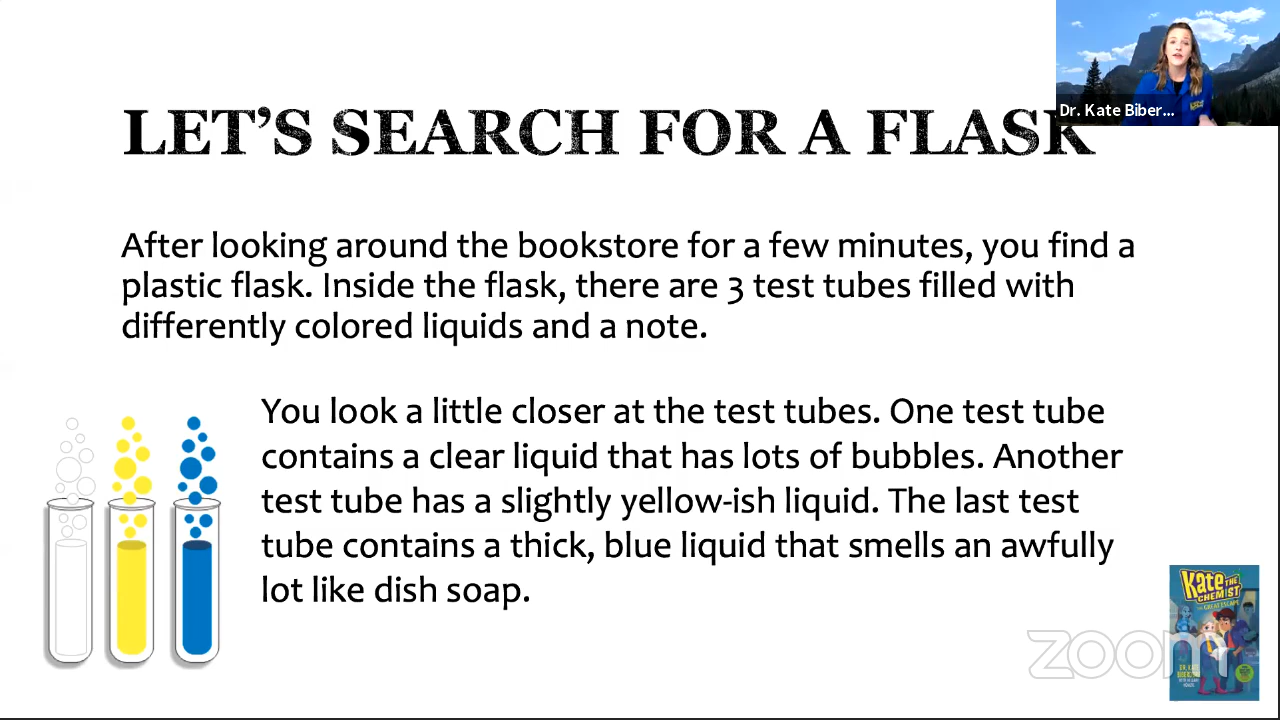 Dr. Kate Biber...
LET'S SEARCH FOR A FLASK
After looking around the bookstore for a few minutes, you find a
plastic flask. Inside the flask, there are 3 test tubes filled with
differently colored liquids and a note.
You look a little closer at the test tubes. One test tube
contains a clear liquid that has lots of bubbles. Another
test tube has a slightly yellow-ish liquid. The last test
tube contains a thick, blue liquid that smells an awfully
lot like dish soap.
Kate THE
CHEMIST
THE GREAT ESCAPE
zoom